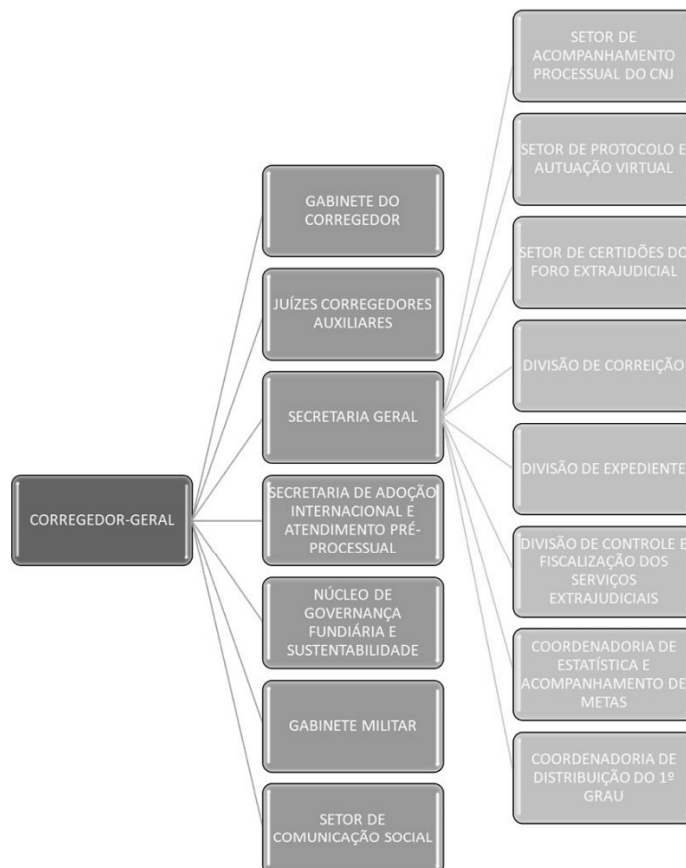 CORREGEDOR-GERAL
GABINETE DO
CORREGEDOR
JUÍZES CORREGEDORES
AUXILIARES
SECRETARIA GERAL
SECRETARIA DE ADOÇÃO
INTERNACIONAL E
ATENDIMENTO PRÉ-
PROCESSUAL
NÚCLEO DE
GOVERNANÇA
FUNDIÁRIA E
SUSTENTABILIDADE
GABINETE MILITAR
SETOR DE
COMUNICAÇÃO SOCIAL
SETOR DE
ACOMPANHAMENTO
PROCESSUAL DO CNJ
SETOR DE PROTOCOLO E
AUTUAÇÃO VIRTUAL
SETOR DE CERTIDÕES DO
FORO EXTRAJUDICIAL
DIVISÃO DE CORREIÇÃO
DIVISÃO DE EXPEDIENTE
DIVISÃO DE CONTROLE E
FISCALIZAÇÃO DOS
SERVIÇOS
EXTRAJUDICIAIS
COORDENADORIA DE
ESTATÍSTICA E
ACOMPANHAMENTO DE
METAS
COORDENADORIA DE
DISTRIBUIÇÃO DO 1º
GRAU